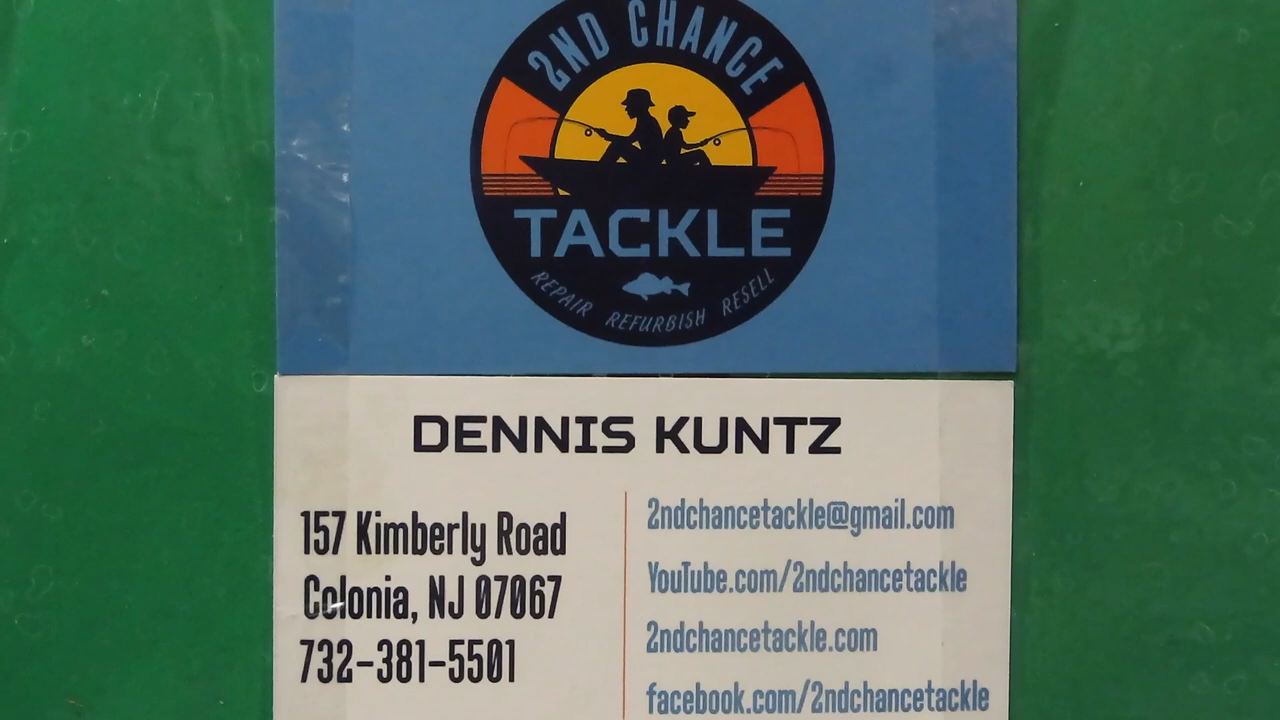 2ND CHANCE
TACKLE
REPAIR REFURBISH RESELL
DENNIS KUNTZ
157 Kimberly Road
Colonia, NJ 07067
732-381-5501
2ndchancetackle@gmail.com
YouTube.com/2ndchancetackle
2ndchancetackle.com
facebook.com/2ndchancetackle